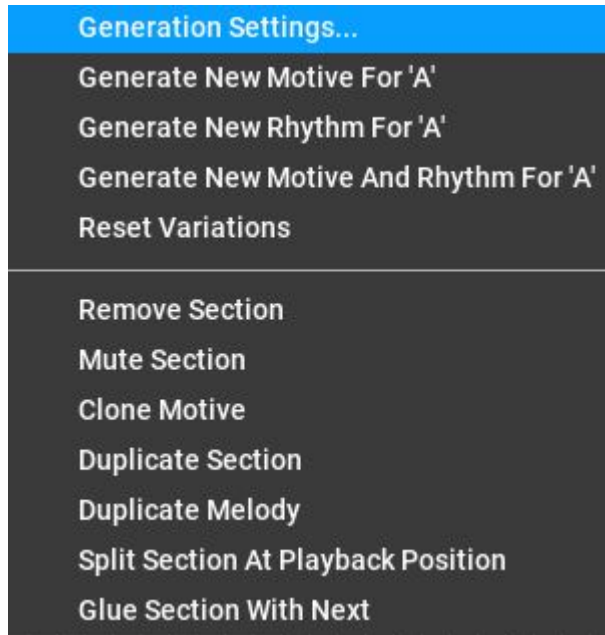 Generation Settings...
Generate New Motive For 'A'
Generate New Rhythm For 'A'
Generate New Motive And Rhythm For 'A'
Reset Variations
Remove Section
Mute Section
Clone Motive
Duplicate Section
Duplicate Melody
Split Section At Playback Position
Glue Section With Next